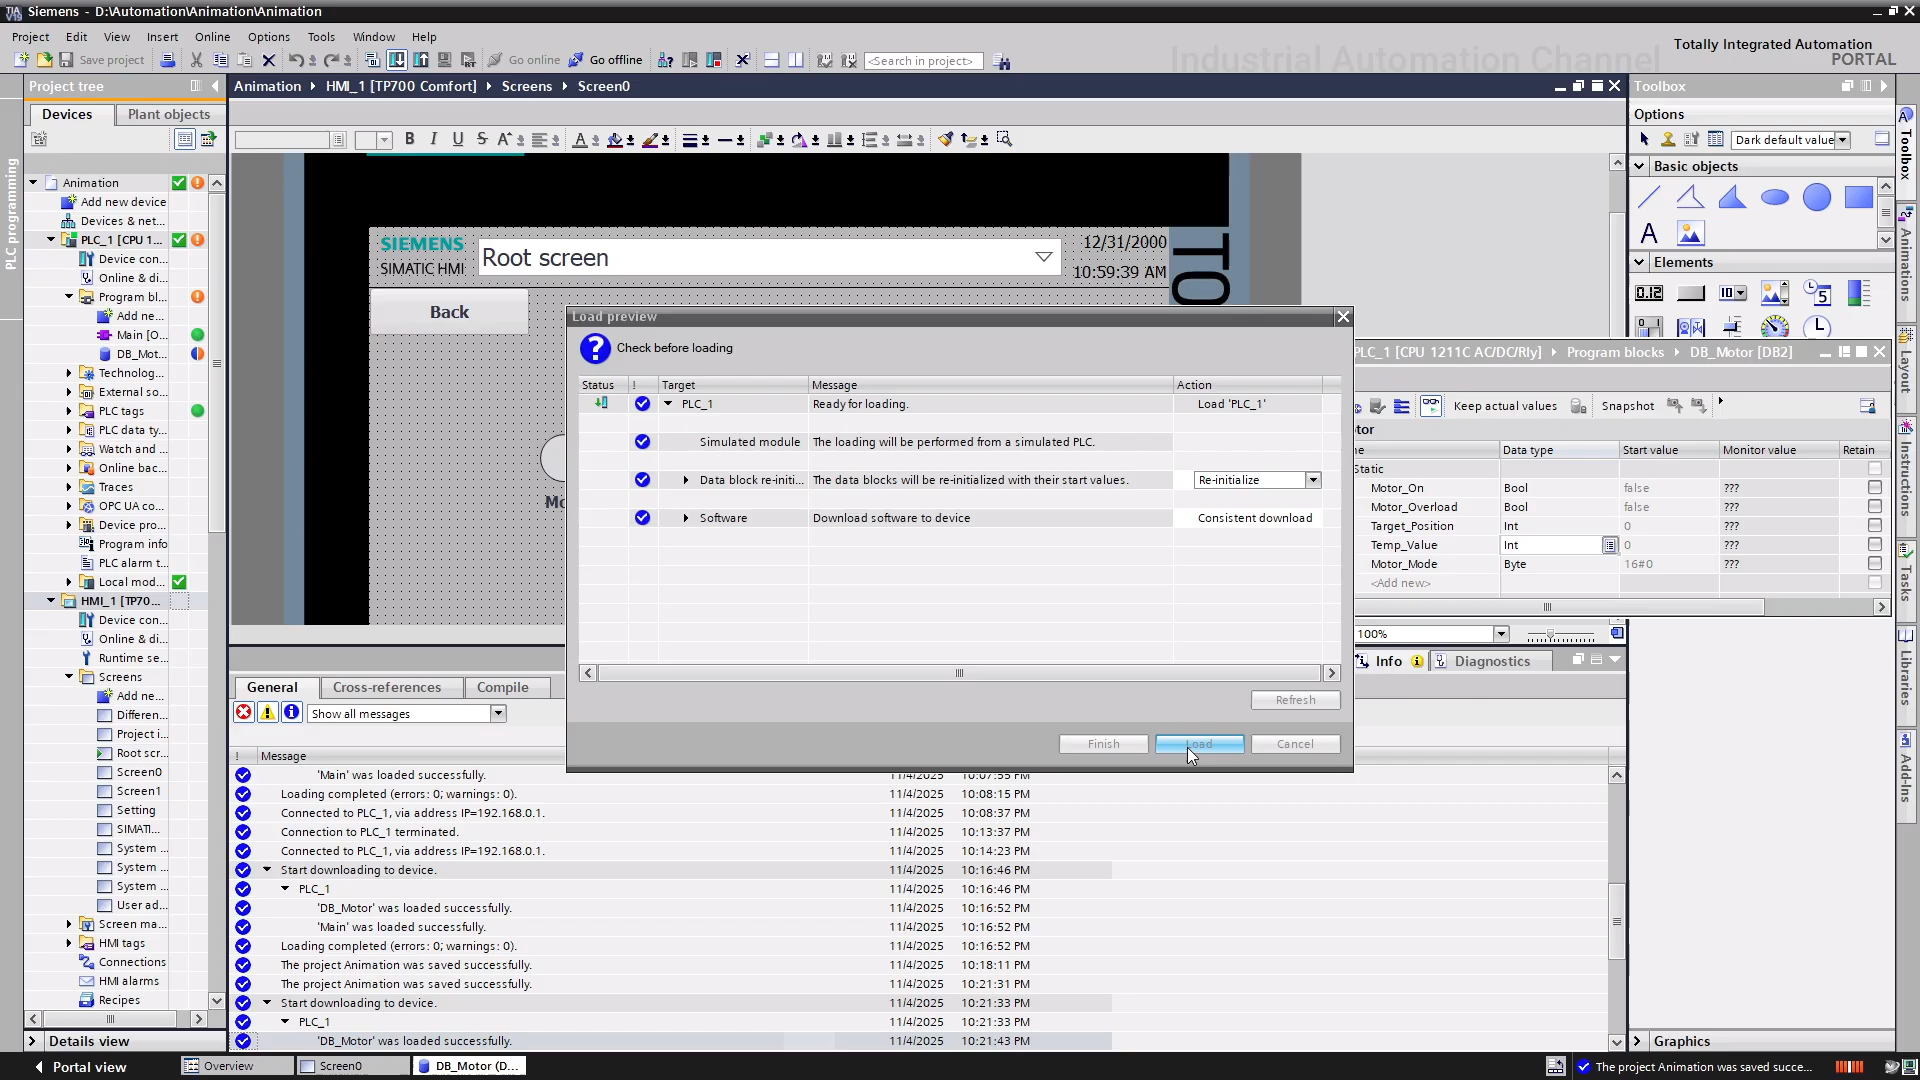 Siemens - D:\Automation\Animation\Animation
Project Edit View Insert Online Options Tools Window Help
Industrial Automation Channel
Totally Integrated Automation
PORTAL
Save project
Go online
Go offline
<Search in project>
Project tree
Animation
HMI_1 [TP700 Comfort]
Screens
Screen0
Toolbox
Devices
Plant objects
Options
Dark default value
Basic objects
Elements
PLC programming
Animation
Add new device
Devices & net...
PLC_1 [CPU 1...
Device con...
Online & di...
Program bl...
Add ne...
Main [O...
DB_Mot...
Technolog...
External so...
PLC tags
PLC data ty...
Watch and ...
Online bac...
Traces
OPC UA co...
Device pro...
Program info
PLC alarm t...
Local mod...
HMI_1 [TP70...
Device con...
Online & di...
Runtime se...
Screens
Add ne...
Differen...
Project i...
Root scr...
Screen0
Screen1
Setting
SIMATI...
System ...
System ...
System ...
User ad...
Screen ma...
HMI tags
Connections
HMI alarms
Recipes
Details view
SIEMENS
SIMATIC HMI
Root screen
12/31/2000
10:59:39 AM
TO
Back
Mo
Load preview
Check before loading
Status ! Target Message Action
PLC_1 Ready for loading. Load 'PLC_1'
Simulated module The loading will be performed from a simulated PLC.
Data block re-initi... The data blocks will be re-initialized with their start values. Re-initialize
Software Download software to device Consistent download
Refresh
Finish
Load
Cancel
PLC_1 [CPU 1211C AC/DC/Rly]
Program blocks
DB_Motor [DB2]
Keep actual values
Snapshot
tor
ne Data type Start value Monitor value Retain
Static
Motor_On Bool false ???
Motor_Overload Bool false ???
Target_Position Int 0 ???
Temp_Value Int 0 ???
Motor_Mode Byte 16#0 ???
<Add new>
100%
Info
Diagnostics
General
Cross-references
Compile
Show all messages
! Message
'Main' was loaded successfully. 11/4/2025 10:07:55 PM
Loading completed (errors: 0; warnings: 0). 11/4/2025 10:08:15 PM
Connected to PLC_1, via address IP=192.168.0.1. 11/4/2025 10:08:37 PM
Connection to PLC_1 terminated. 11/4/2025 10:13:37 PM
Connected to PLC_1, via address IP=192.168.0.1. 11/4/2025 10:14:23 PM
Start downloading to device. 11/4/2025 10:16:46 PM
PLC_1 11/4/2025 10:16:46 PM
'DB_Motor' was loaded successfully. 11/4/2025 10:16:52 PM
'Main' was loaded successfully. 11/4/2025 10:16:52 PM
Loading completed (errors: 0; warnings: 0). 11/4/2025 10:16:52 PM
The project Animation was saved successfully. 11/4/2025 10:18:11 PM
The project Animation was saved successfully. 11/4/2025 10:21:31 PM
Start downloading to device. 11/4/2025 10:21:33 PM
PLC_1 11/4/2025 10:21:33 PM
'DB_Motor' was loaded successfully. 11/4/2025 10:21:43 PM
Toolbox
Animations
Layout
Instructions
Tasks
Libraries
Add-Ins
Graphics
Portal view
Overview
Screen0
DB_Motor (D...
The project Animation was saved succe...